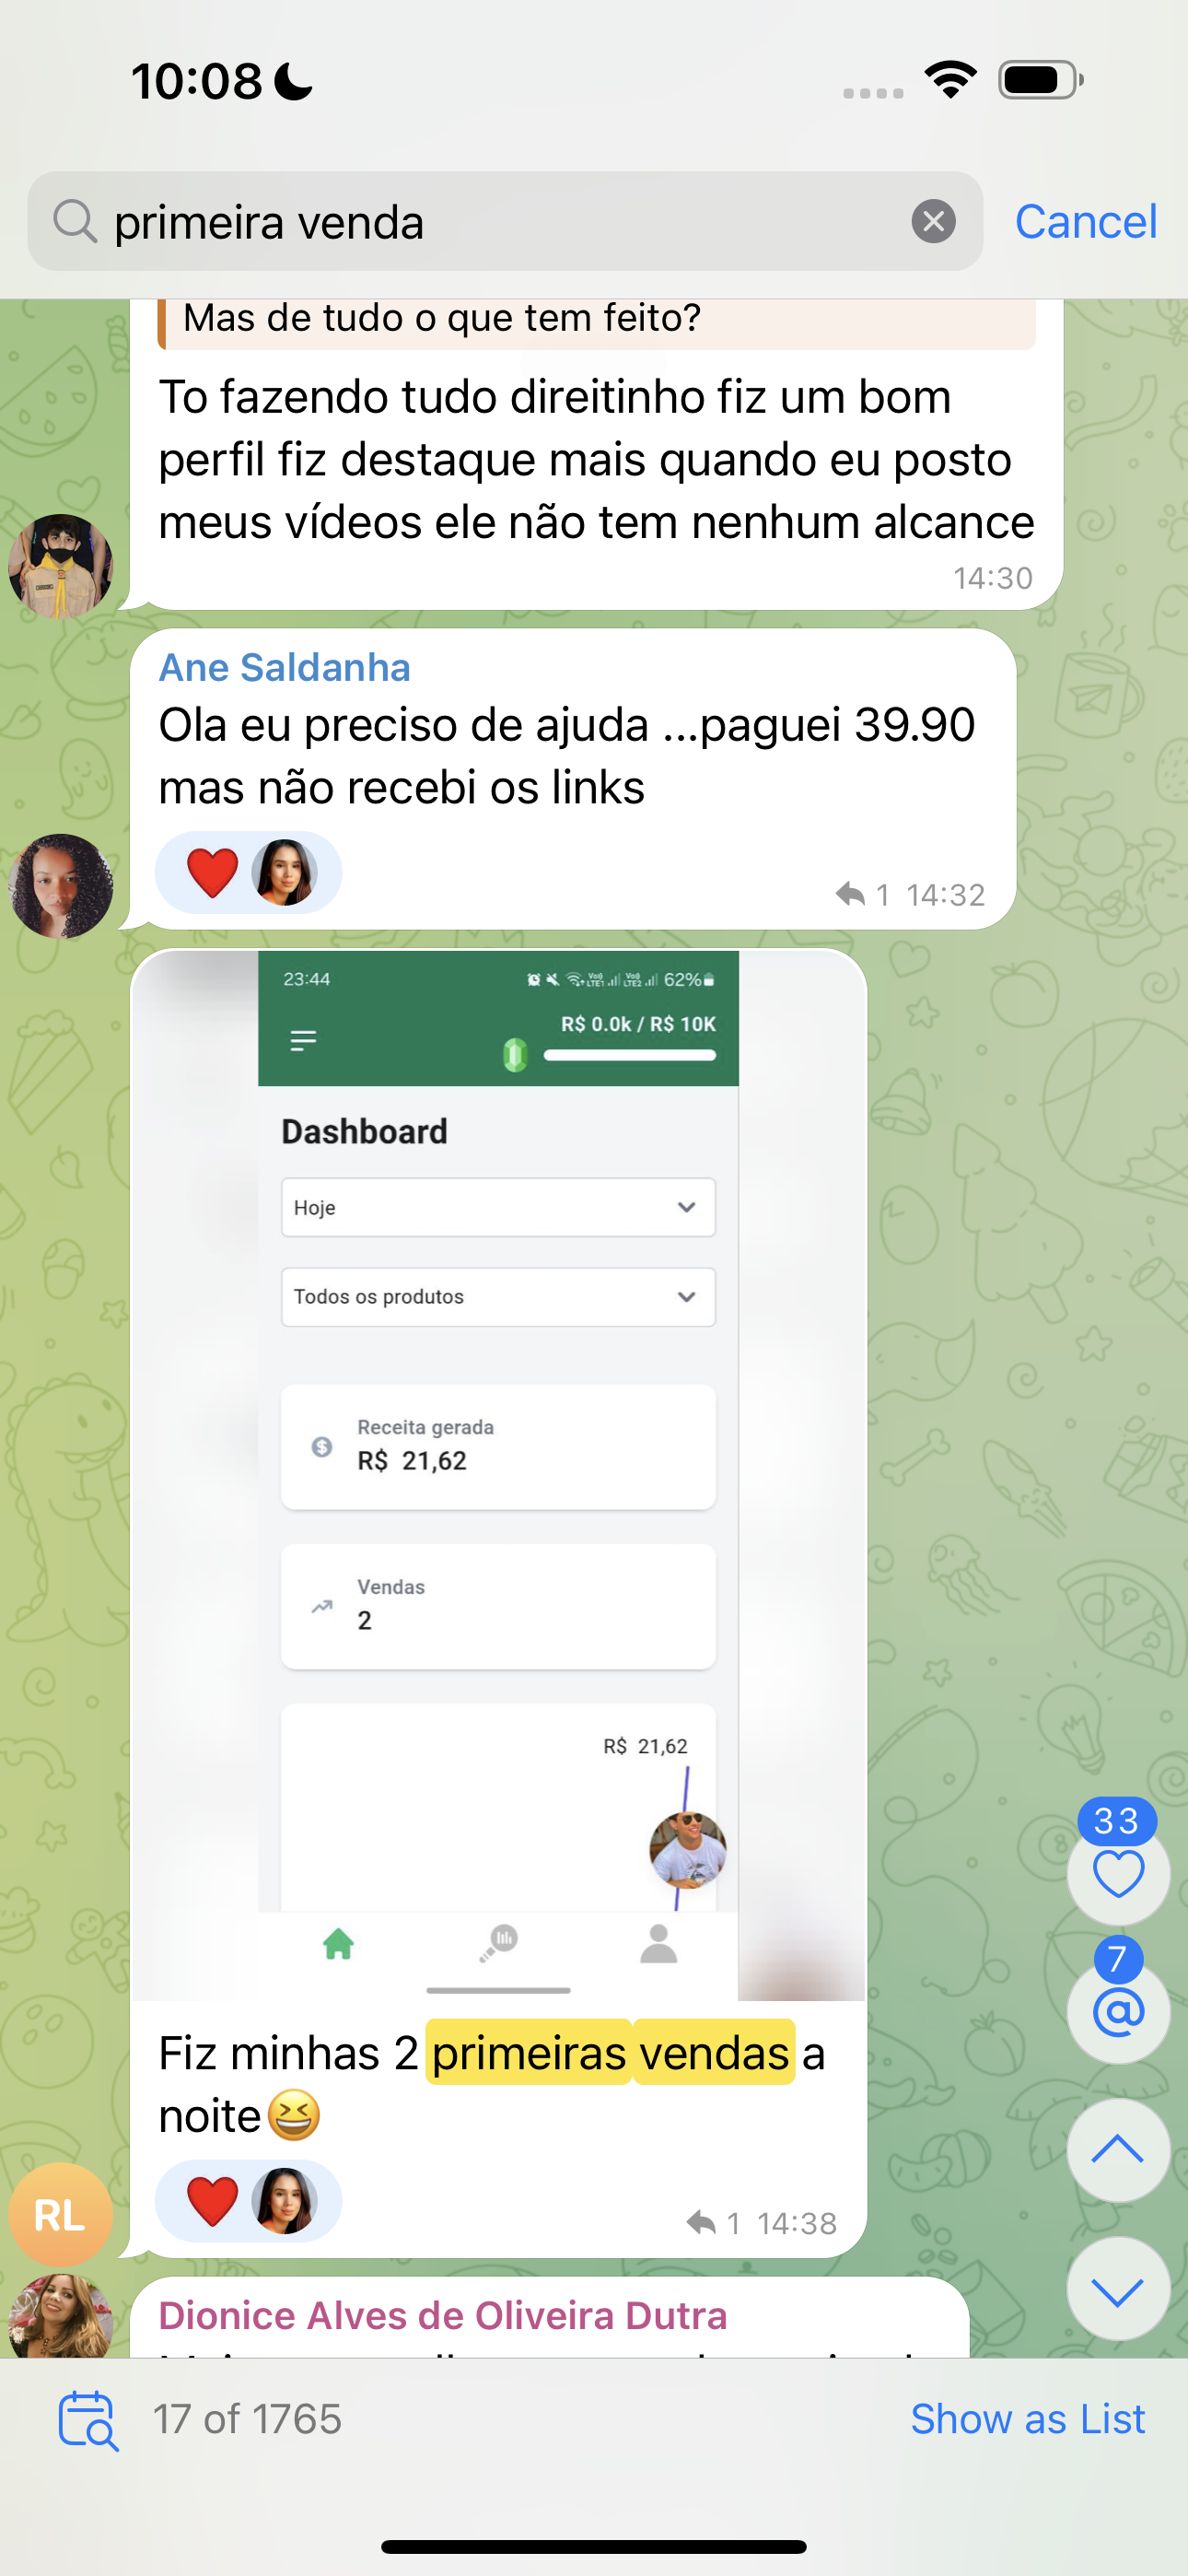 10:08
primeira venda
Cancel
Mas de tudo o que tem feito?
To fazendo tudo direitinho fiz um bom
perfil fiz destaque mais quando eu posto
meus vídeos ele não tem nenhum alcance
14:30
Ane Saldanha
Ola eu preciso de ajuda ...paguei 39.90
mas não recebi os links
1 14:32
23:44
Vo)) LTE1 Vo)) LTE2 62%
R$ 0.0k / R$ 10K
Dashboard
Hoje
Todos os produtos
Receita gerada
R$ 21,62
Vendas
2
R$ 21,62
33
7
@
Fiz minhas 2 primeiras vendas a
noite
RL
1 14:38
Dionice Alves de Oliveira Dutra
17 of 1765
Show as List